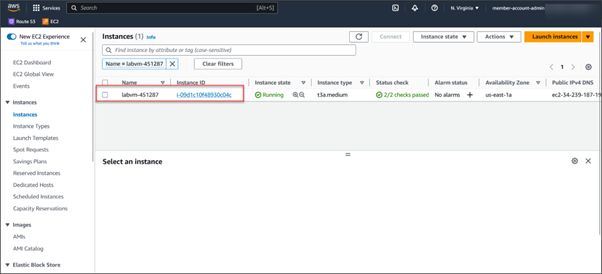 aws
Services
Search
[Alt+S]
N. Virginia
member-account-admin
Route 53
EC2
New EC2 Experience
Tell us what you think
EC2 Dashboard
EC2 Global View
Events
Instances
Instances
Instance Types
Launch Templates
Spot Requests
Savings Plans
Reserved Instances
Dedicated Hosts
Scheduled Instances
Capacity Reservations
Images
AMIs
AMI Catalog
Elastic Block Store
Instances (1) Info
Connect
Instance state
Actions
Launch instances
Find instance by attribute or tag (case-sensitive)
Name = labvm-451287
Clear filters
1
Name Instance ID Instance state Instance type Status check Alarm status Availability Zone Public IPv4 DNS
labvm-451287 i-09d1c10f48930c04c Running t3a.medium 2/2 checks passed No alarms us-east-1a ec2-34-239-187-19
Select an instance